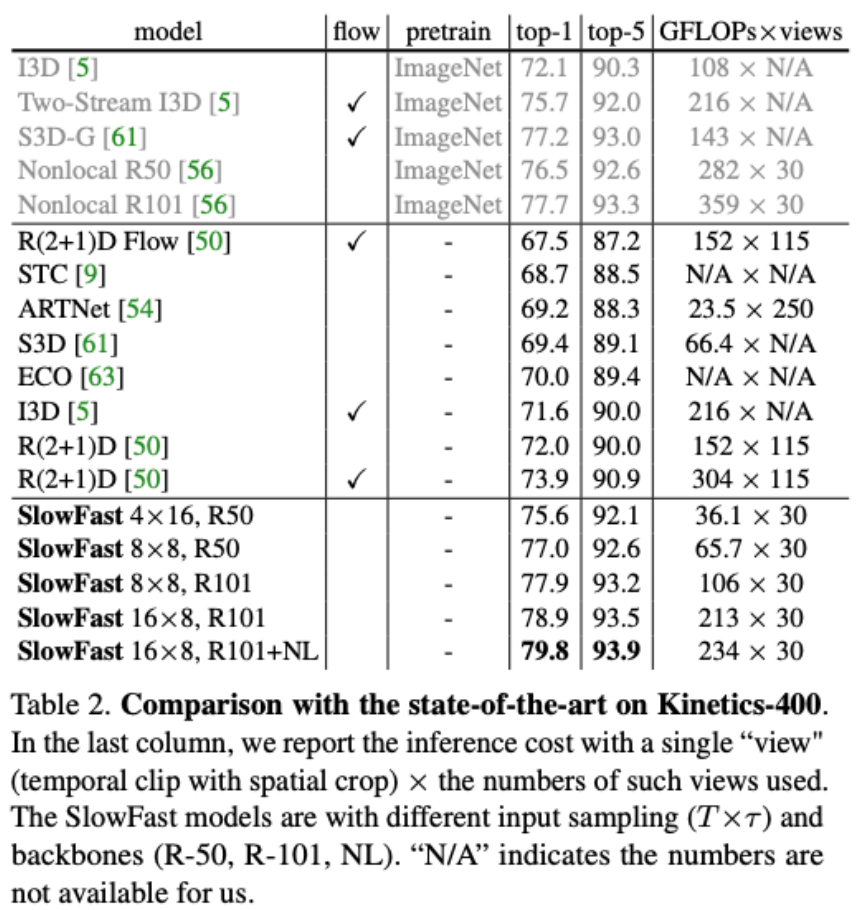 model flow pretrain top-1 top-5 GFLOPs×views
I3D [5] ImageNet 72.1 90.3 108 × N/A
Two-Stream I3D [5] ✓ ImageNet 75.7 92.0 216 × N/A
S3D-G [61] ✓ ImageNet 77.2 93.0 143 × N/A
Nonlocal R50 [56] ImageNet 76.5 92.6 282 × 30
Nonlocal R101 [56] ImageNet 77.7 93.3 359 × 30
R(2+1)D Flow [50] ✓ - 67.5 87.2 152 × 115
STC [9] - 68.7 88.5 N/A × N/A
ARTNet [54] - 69.2 88.3 23.5 × 250
S3D [61] - 69.4 89.1 66.4 × N/A
ECO [63] - 70.0 89.4 N/A × N/A
I3D [5] ✓ - 71.6 90.0 216 × N/A
R(2+1)D [50] - 72.0 90.0 152 × 115
R(2+1)D [50] ✓ - 73.9 90.9 304 × 115
SlowFast 4×16, R50 - 75.6 92.1 36.1 × 30
SlowFast 8×8, R50 - 77.0 92.6 65.7 × 30
SlowFast 8×8, R101 - 77.9 93.2 106 × 30
SlowFast 16×8, R101 - 78.9 93.5 213 × 30
SlowFast 16×8, R101+NL - 79.8 93.9 234 × 30
Table 2. Comparison with the state-of-the-art on Kinetics-400.
In the last column, we report the inference cost with a single “view"
(temporal clip with spatial crop) × the numbers of such views used.
The SlowFast models are with different input sampling (T×τ) and
backbones (R-50, R-101, NL). “N/A” indicates the numbers are
not available for us.